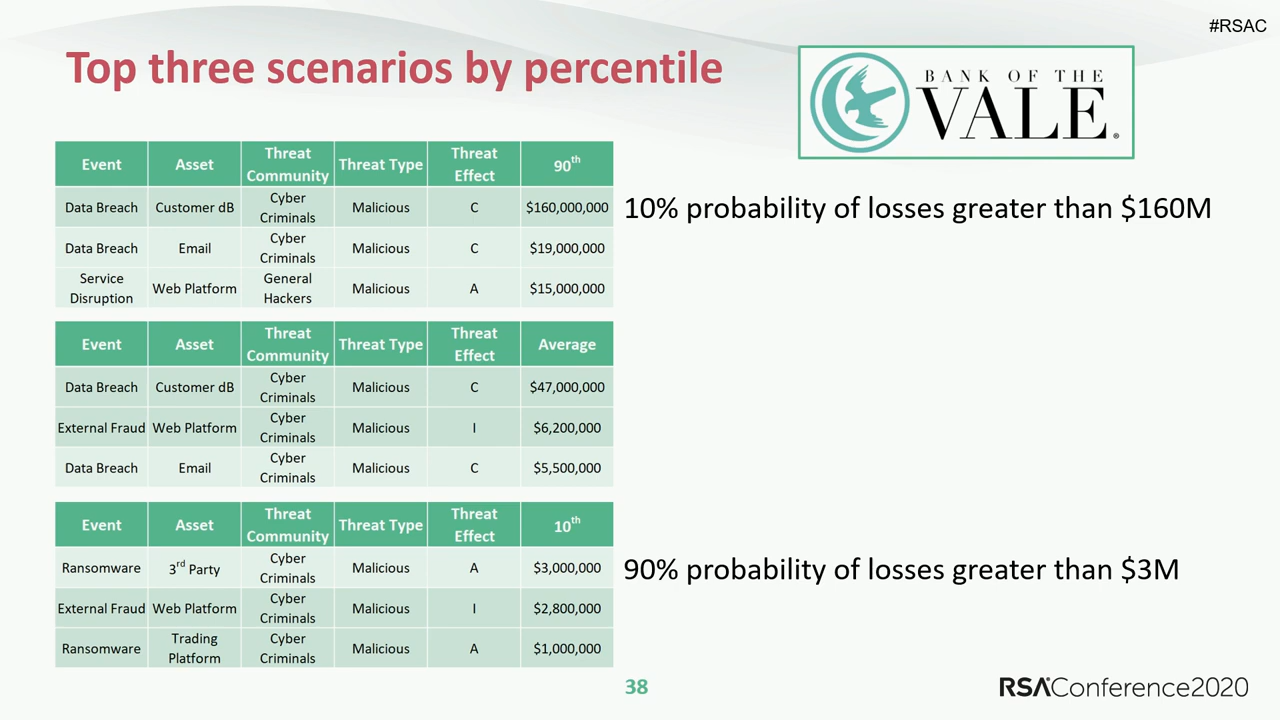 #RSAC
Top three scenarios by percentile
BANK OF THE
VALE®
Event Asset Threat Community Threat Type Threat Effect 90th
Data Breach Customer dB Cyber Criminals Malicious C $160,000,000
10% probability of losses greater than $160M
Data Breach Email Cyber Criminals Malicious C $19,000,000
Service Disruption Web Platform General Hackers Malicious A $15,000,000
Event Asset Threat Community Threat Type Threat Effect Average
Data Breach Customer dB Cyber Criminals Malicious C $47,000,000
External Fraud Web Platform Cyber Criminals Malicious I $6,200,000
Data Breach Email Cyber Criminals Malicious C $5,500,000
Event Asset Threat Community Threat Type Threat Effect 10th
Ransomware 3rd Party Cyber Criminals Malicious A $3,000,000
90% probability of losses greater than $3M
External Fraud Web Platform Cyber Criminals Malicious I $2,800,000
Ransomware Trading Platform Cyber Criminals Malicious A $1,000,000
38
RSAConference2020